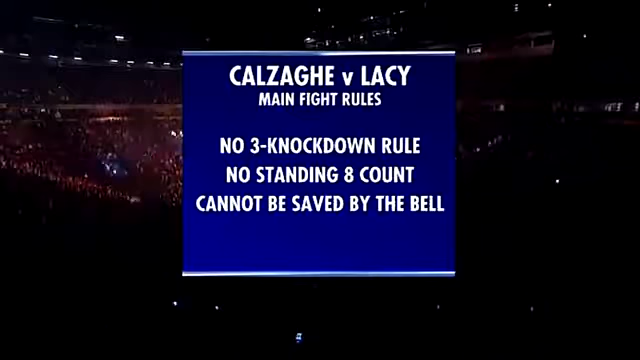 CALZAGHE v LACY
MAIN FIGHT RULES
NO 3-KNOCKDOWN RULE
NO STANDING 8 COUNT
CANNOT BE SAVED BY THE BELL